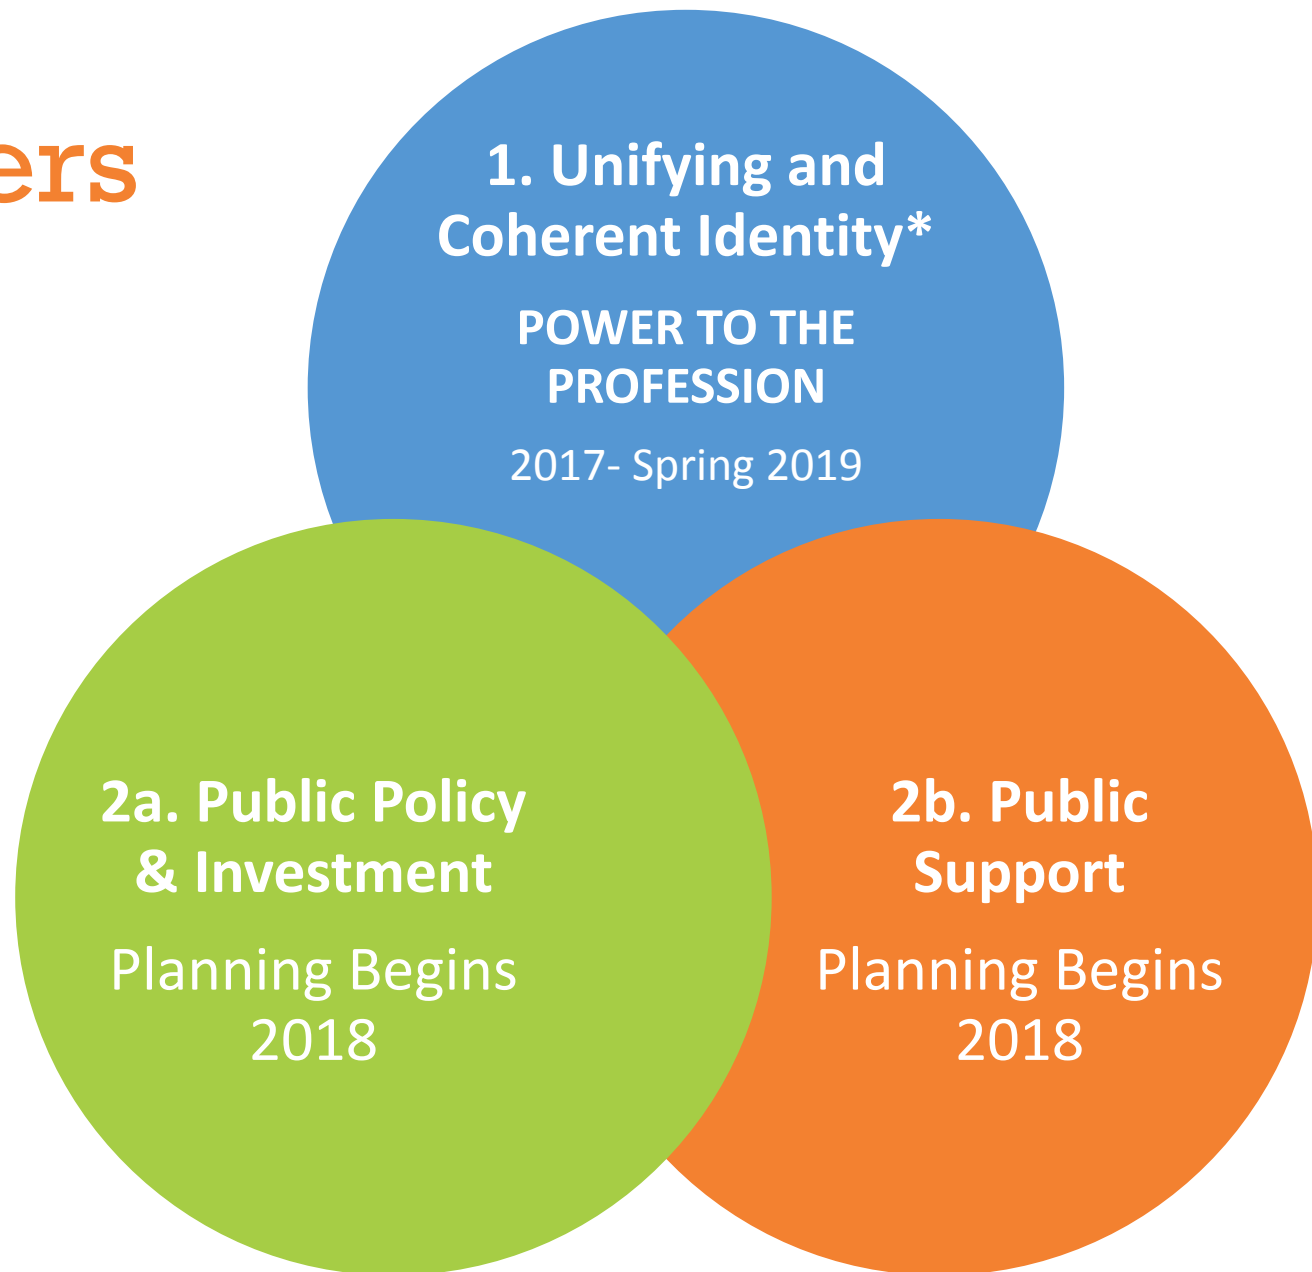 ers
1. Unifying and
Coherent Identity*
POWER TO THE
PROFESSION
2017- Spring 2019
2a. Public Policy
& Investment
Planning Begins
2018
2b. Public
Support
Planning Begins
2018